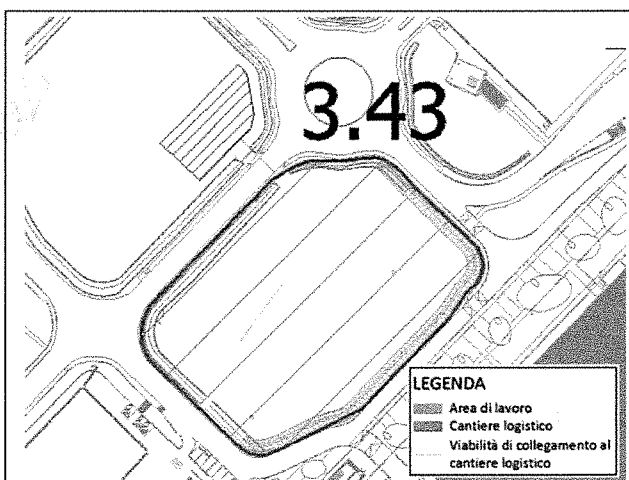 3.43
LEGENDA
Area di lavoro
Cantiere logistico
Viabilità di collegamento al
cantiere logistico